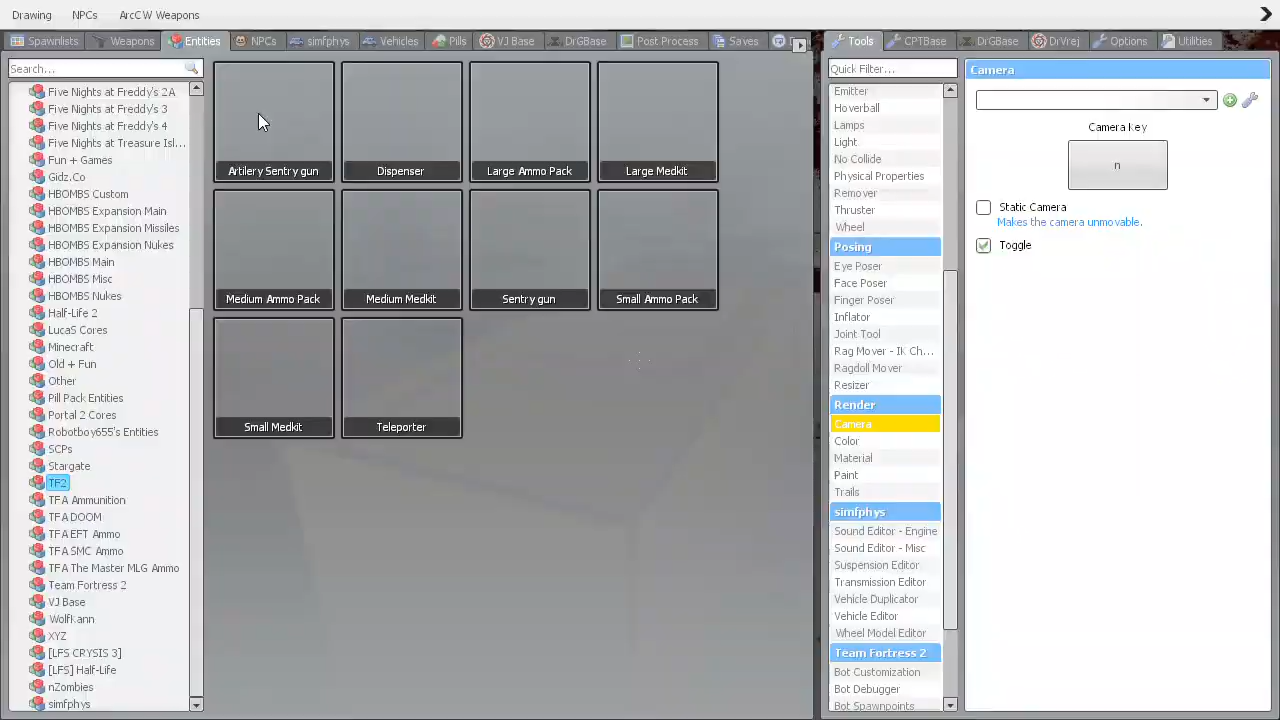 Drawing NPCs ArcCW Weapons
Spawnlists Weapons Entities NPCs simfphys Vehicles Pills VJ Base DrGBase Post Process Saves D
Search...
Five Nights at Freddy's 2A
Five Nights at Freddy's 3
Five Nights at Freddy's 4
Five Nights at Treasure Isl...
Fun + Games
Gidz.Co
HBOMBS Custom
HBOMBS Expansion Main
HBOMBS Expansion Missiles
HBOMBS Expansion Nukes
HBOMBS Main
HBOMBS Misc
HBOMBS Nukes
Half-Life 2
LucaS Cores
Minecraft
Old + Fun
Other
Pill Pack Entities
Portal 2 Cores
Robotboy655's Entities
SCPs
Stargate
TF2
TFA Ammunition
TFA DOOM
TFA EFT Ammo
TFA SMC Ammo
TFA The Master MLG Ammo
Team Fortress 2
VJ Base
WolfKann
XYZ
[LFS CRYSIS 3]
[LFS] Half-Life
nZombies
simfphys
Artilery Sentry gun
Dispenser
Large Ammo Pack
Large Medkit
Medium Ammo Pack
Medium Medkit
Sentry gun
Small Ammo Pack
Small Medkit
Teleporter
Tools CPTBase DrGBase DrVrej Options Utilities
Quick Filter...
Emitter
Hoverball
Lamps
Light
No Collide
Physical Properties
Remover
Thruster
Wheel
Posing
Eye Poser
Face Poser
Finger Poser
Inflator
Joint Tool
Rag Mover - IK Ch...
Ragdoll Mover
Resizer
Render
Camera
Color
Material
Paint
Trails
simfphys
Sound Editor - Engine
Sound Editor - Misc
Suspension Editor
Transmission Editor
Vehicle Duplicator
Vehicle Editor
Wheel Model Editor
Team Fortress 2
Bot Customization
Bot Debugger
Bot Spawnpoints
Camera
Camera Key
n
Static Camera
Makes the camera unmovable.
Toggle